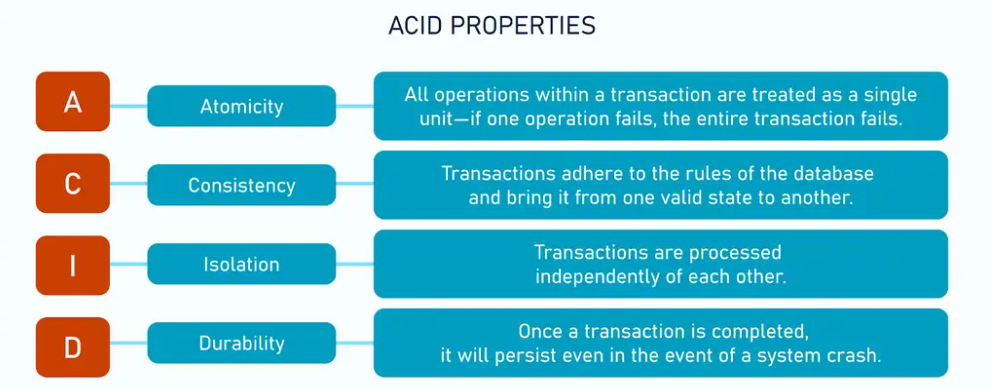 ACID PROPERTIES
A
Atomicity
All operations within a transaction are treated as a single
unit—if one operation fails, the entire transaction fails.
C
Consistency
Transactions adhere to the rules of the database
and bring it from one valid state to another.
I
Isolation
Transactions are processed
independently of each other.
D
Durability
Once a transaction is completed,
it will persist even in the event of a system crash.